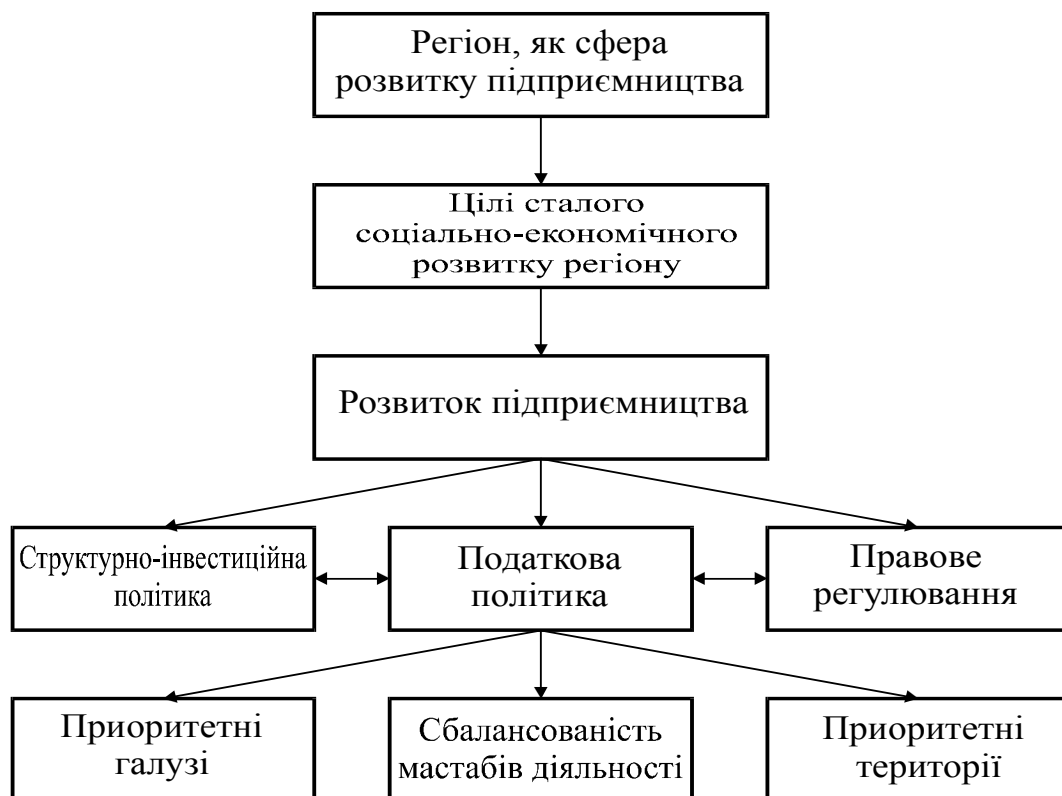 Регіон, як сфера
розвитку підприємництва
Цілі сталого
соціально-економічного
розвитку регіону
Розвиток підприємництва
Структурно-інвестиційна
політика
Податкова
політика
Правове
регулювання
Приоритетні
галузі
Сбалансованість
мастабів діяльності
Приоритетні
території